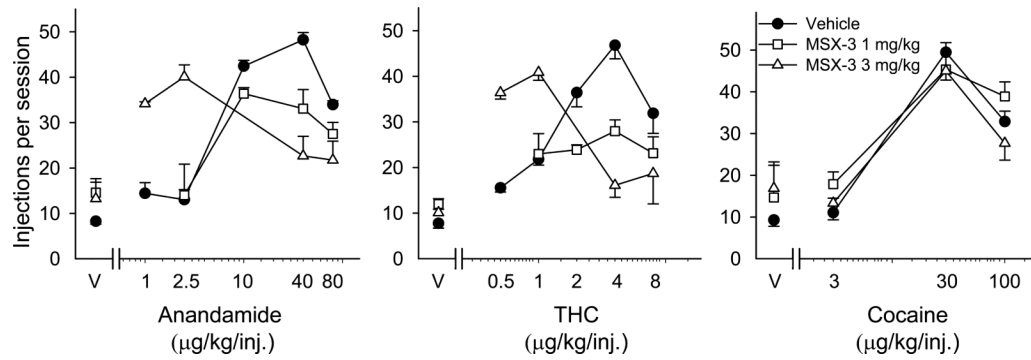 Injections per session
50
40
30
20
10
0
V 1 2.5 10 40 80
Anandamide
(μg/kg/inj.)
50
40
30
20
10
0
V 0.5 1 2 4 8
THC
(μg/kg/inj.)
Vehicle
MSX-3 1 mg/kg
MSX-3 3 mg/kg
50
40
30
20
10
0
V 3 30 100
Cocaine
(μg/kg/inj.)